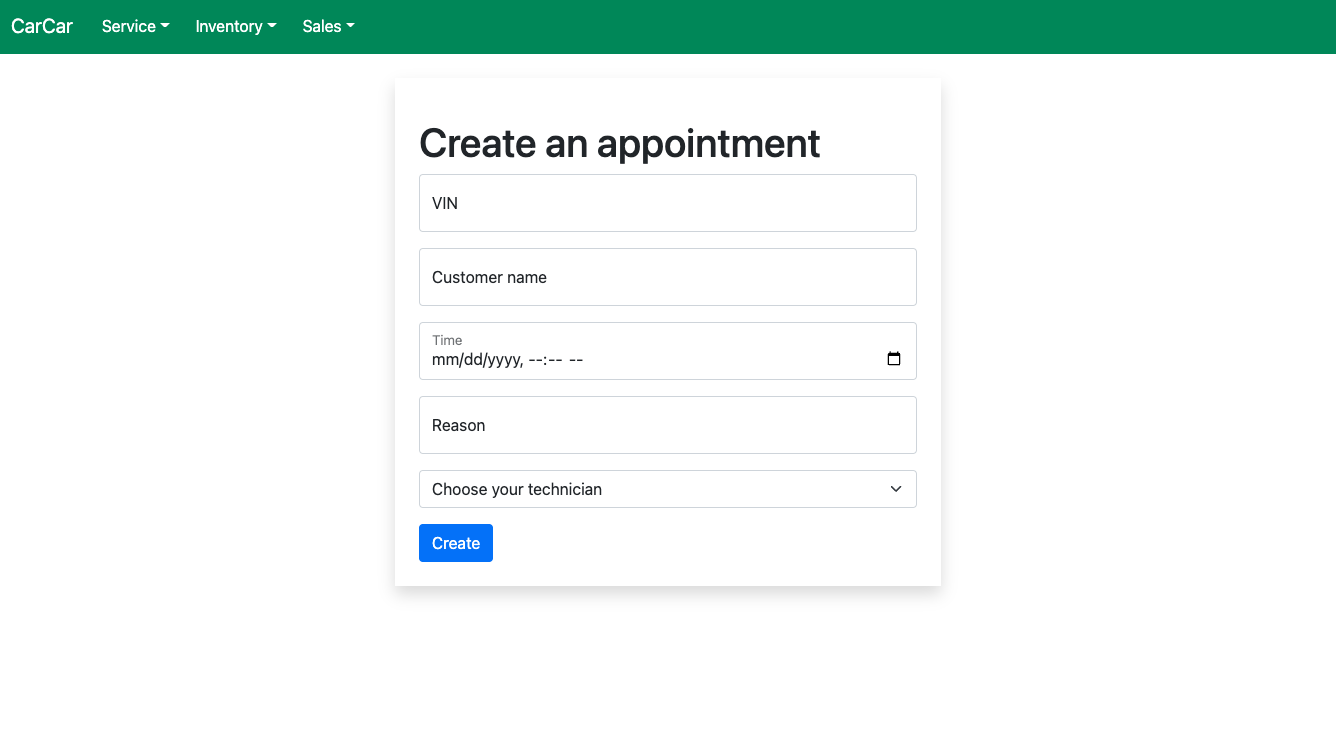 CarCar Service Inventory Sales
Create an appointment
VIN
Customer name
Time
mm/dd/yyyy, --:-- --
Reason
Choose your technician
Create